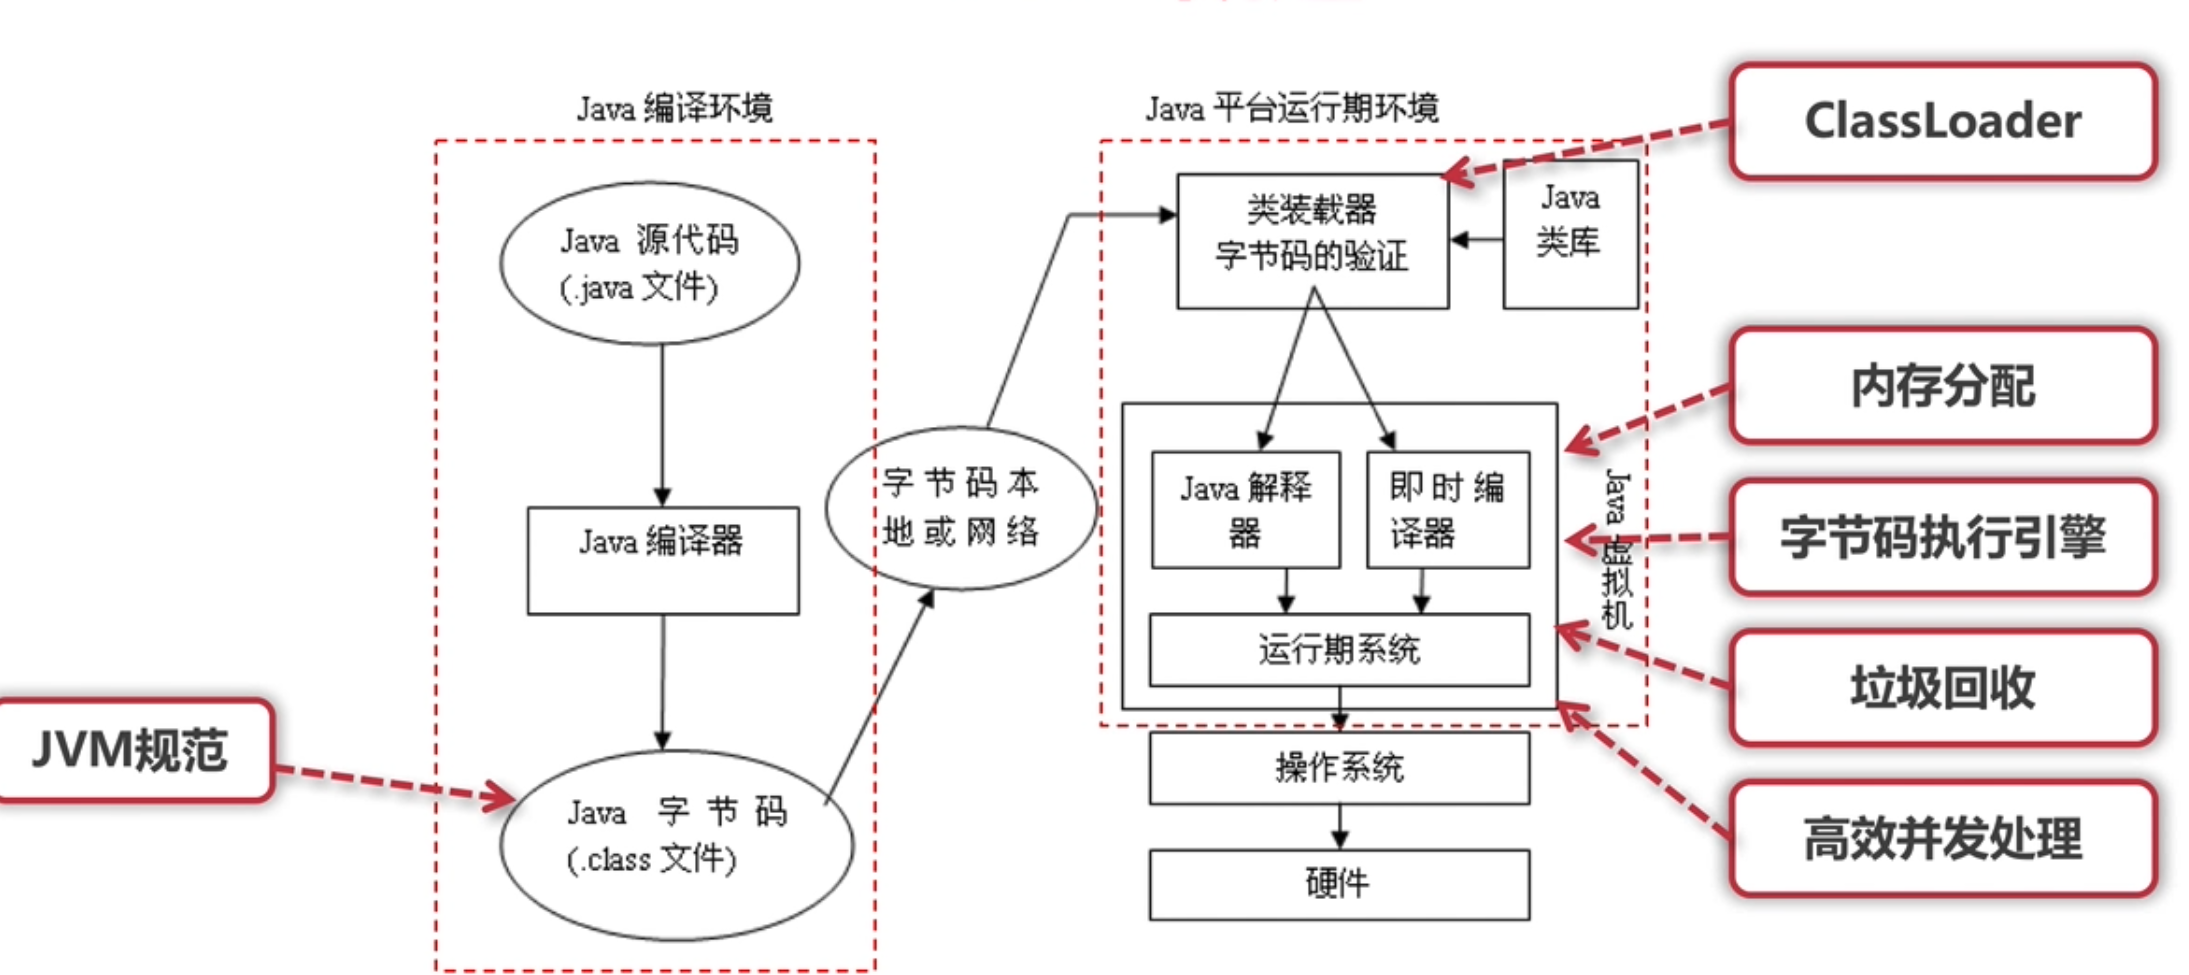 Java 编译环境
Java 源代码
(.java 文件)
Java 编译器
Java 字节码
(.class 文件)
JVM规范
字节码本
地或网络
Java 平台运行期环境
类装载器
字节码的验证
Java
类库
Java 解释
器
即时编
译器
运行期系统
Java 虚拟机
操作系统
硬件
ClassLoader
内存分配
字节码执行引擎
垃圾回收
高效并发处理